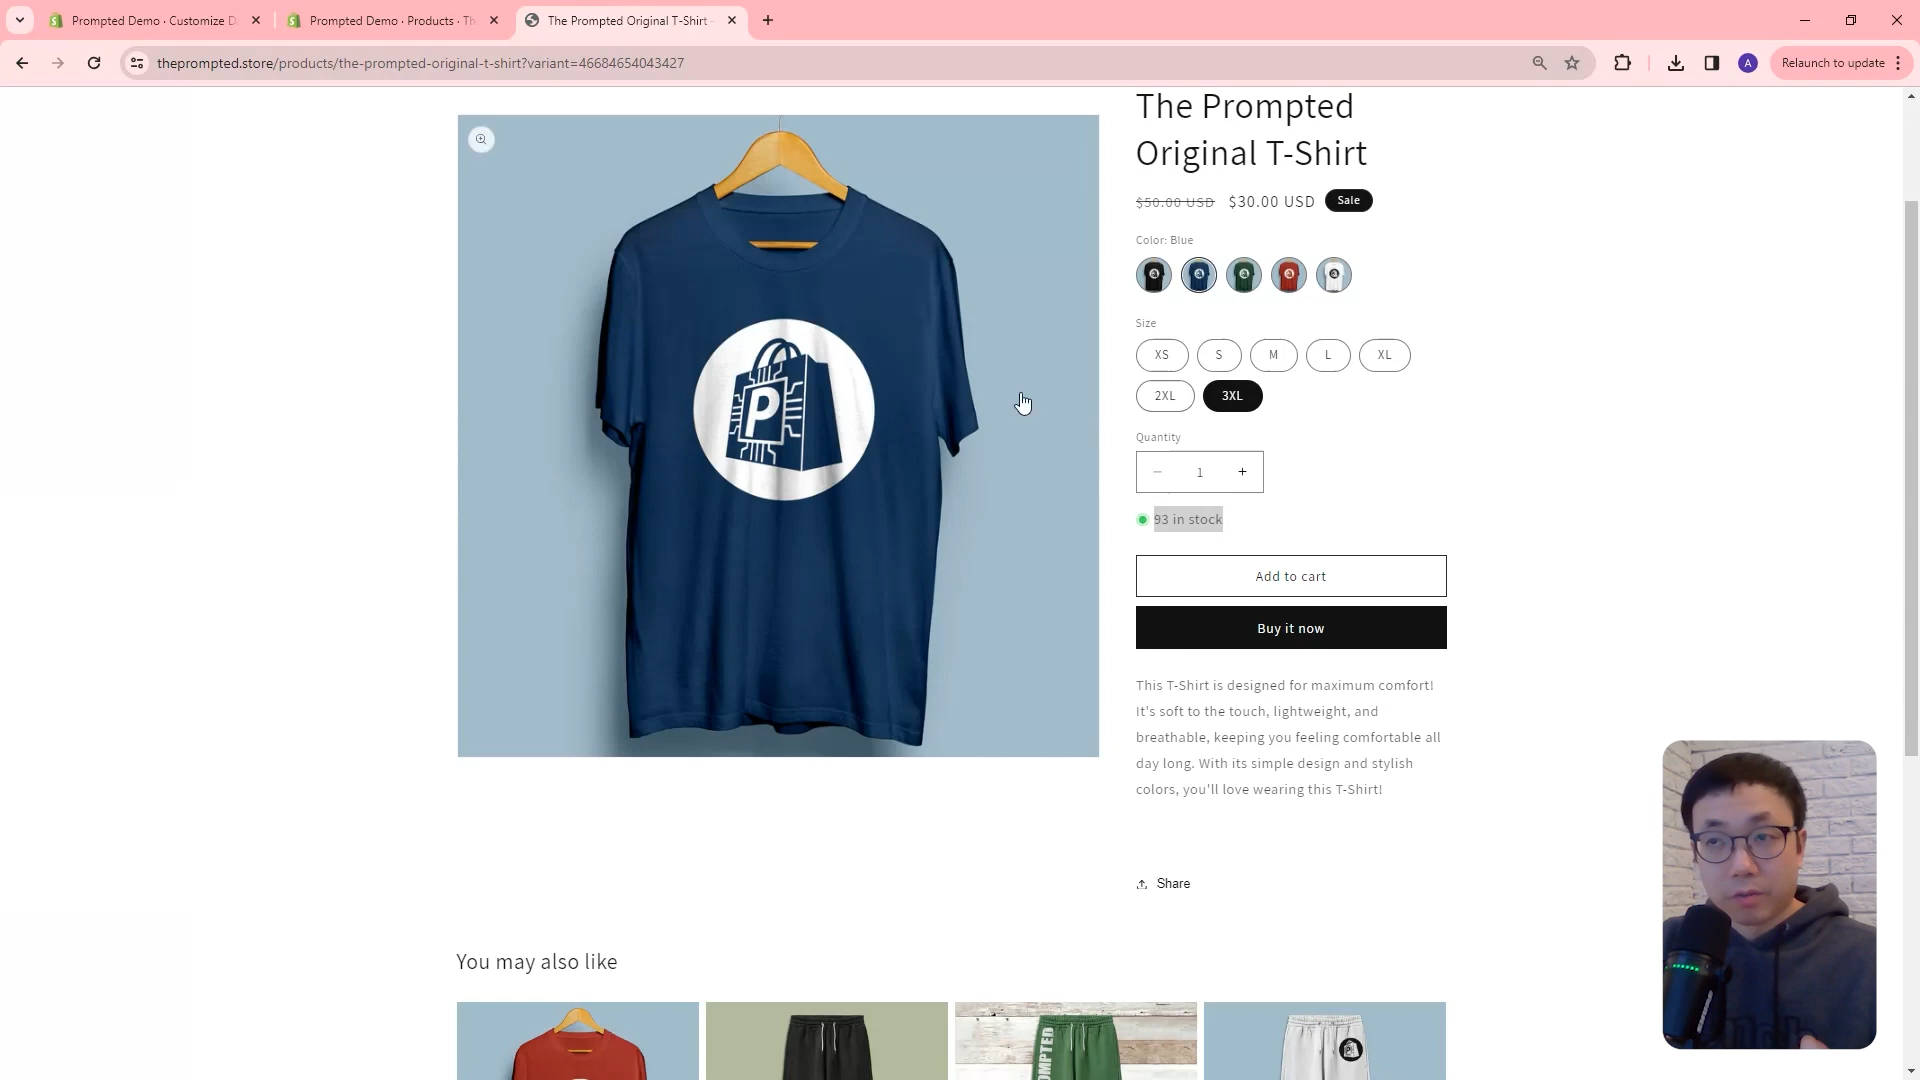 Prompted Demo · Customize D
Prompted Demo · Products · Th
The Prompted Original T-Shirt
theprompted.store/products/the-prompted-original-t-shirt?variant=46684654043427
A
Relaunch to update
The Prompted
Original T-Shirt
$50.00 USD $30.00 USD Sale
Color: Blue
Size
XS S M L XL
2XL 3XL
Quantity
− 1 +
93 in stock
Add to cart
Buy it now
This T-Shirt is designed for maximum comfort!
It's soft to the touch, lightweight, and
breathable, keeping you feeling comfortable all
day long. With its simple design and stylish
colors, you'll love wearing this T-Shirt!
Share
You may also like
P